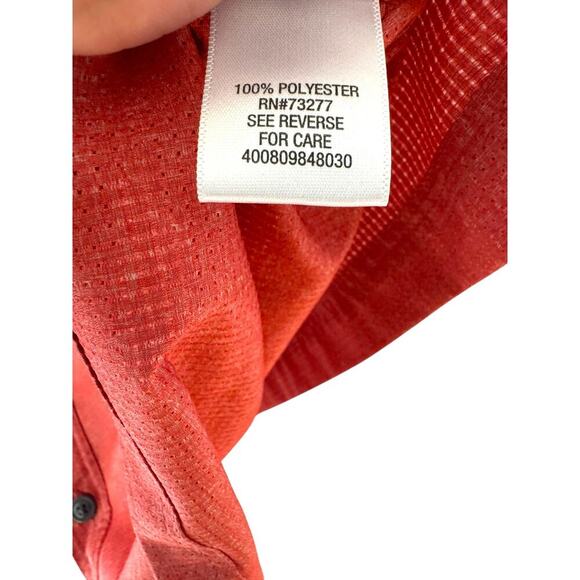 100% POLYESTER
RN#73277
SEE REVERSE
FOR CARE
400809848030